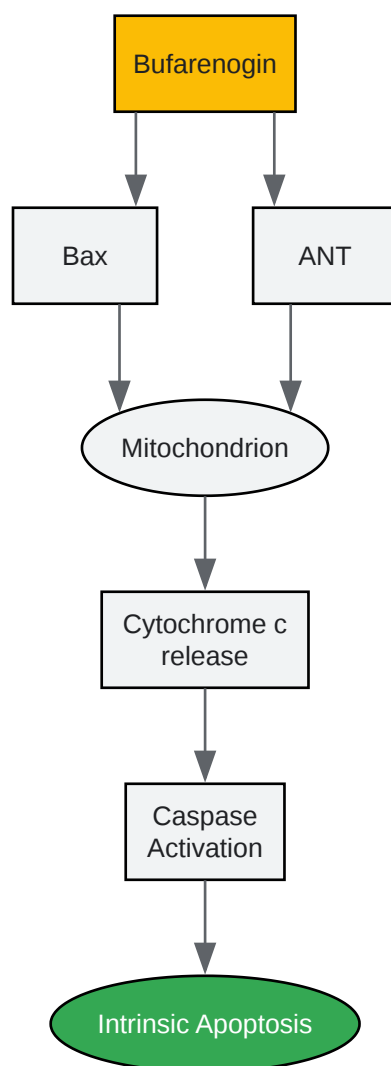 Bufarenogin
Bax
ANT
Mitochondrion
Cytochrome c
release
Caspase
Activation
Intrinsic Apoptosis